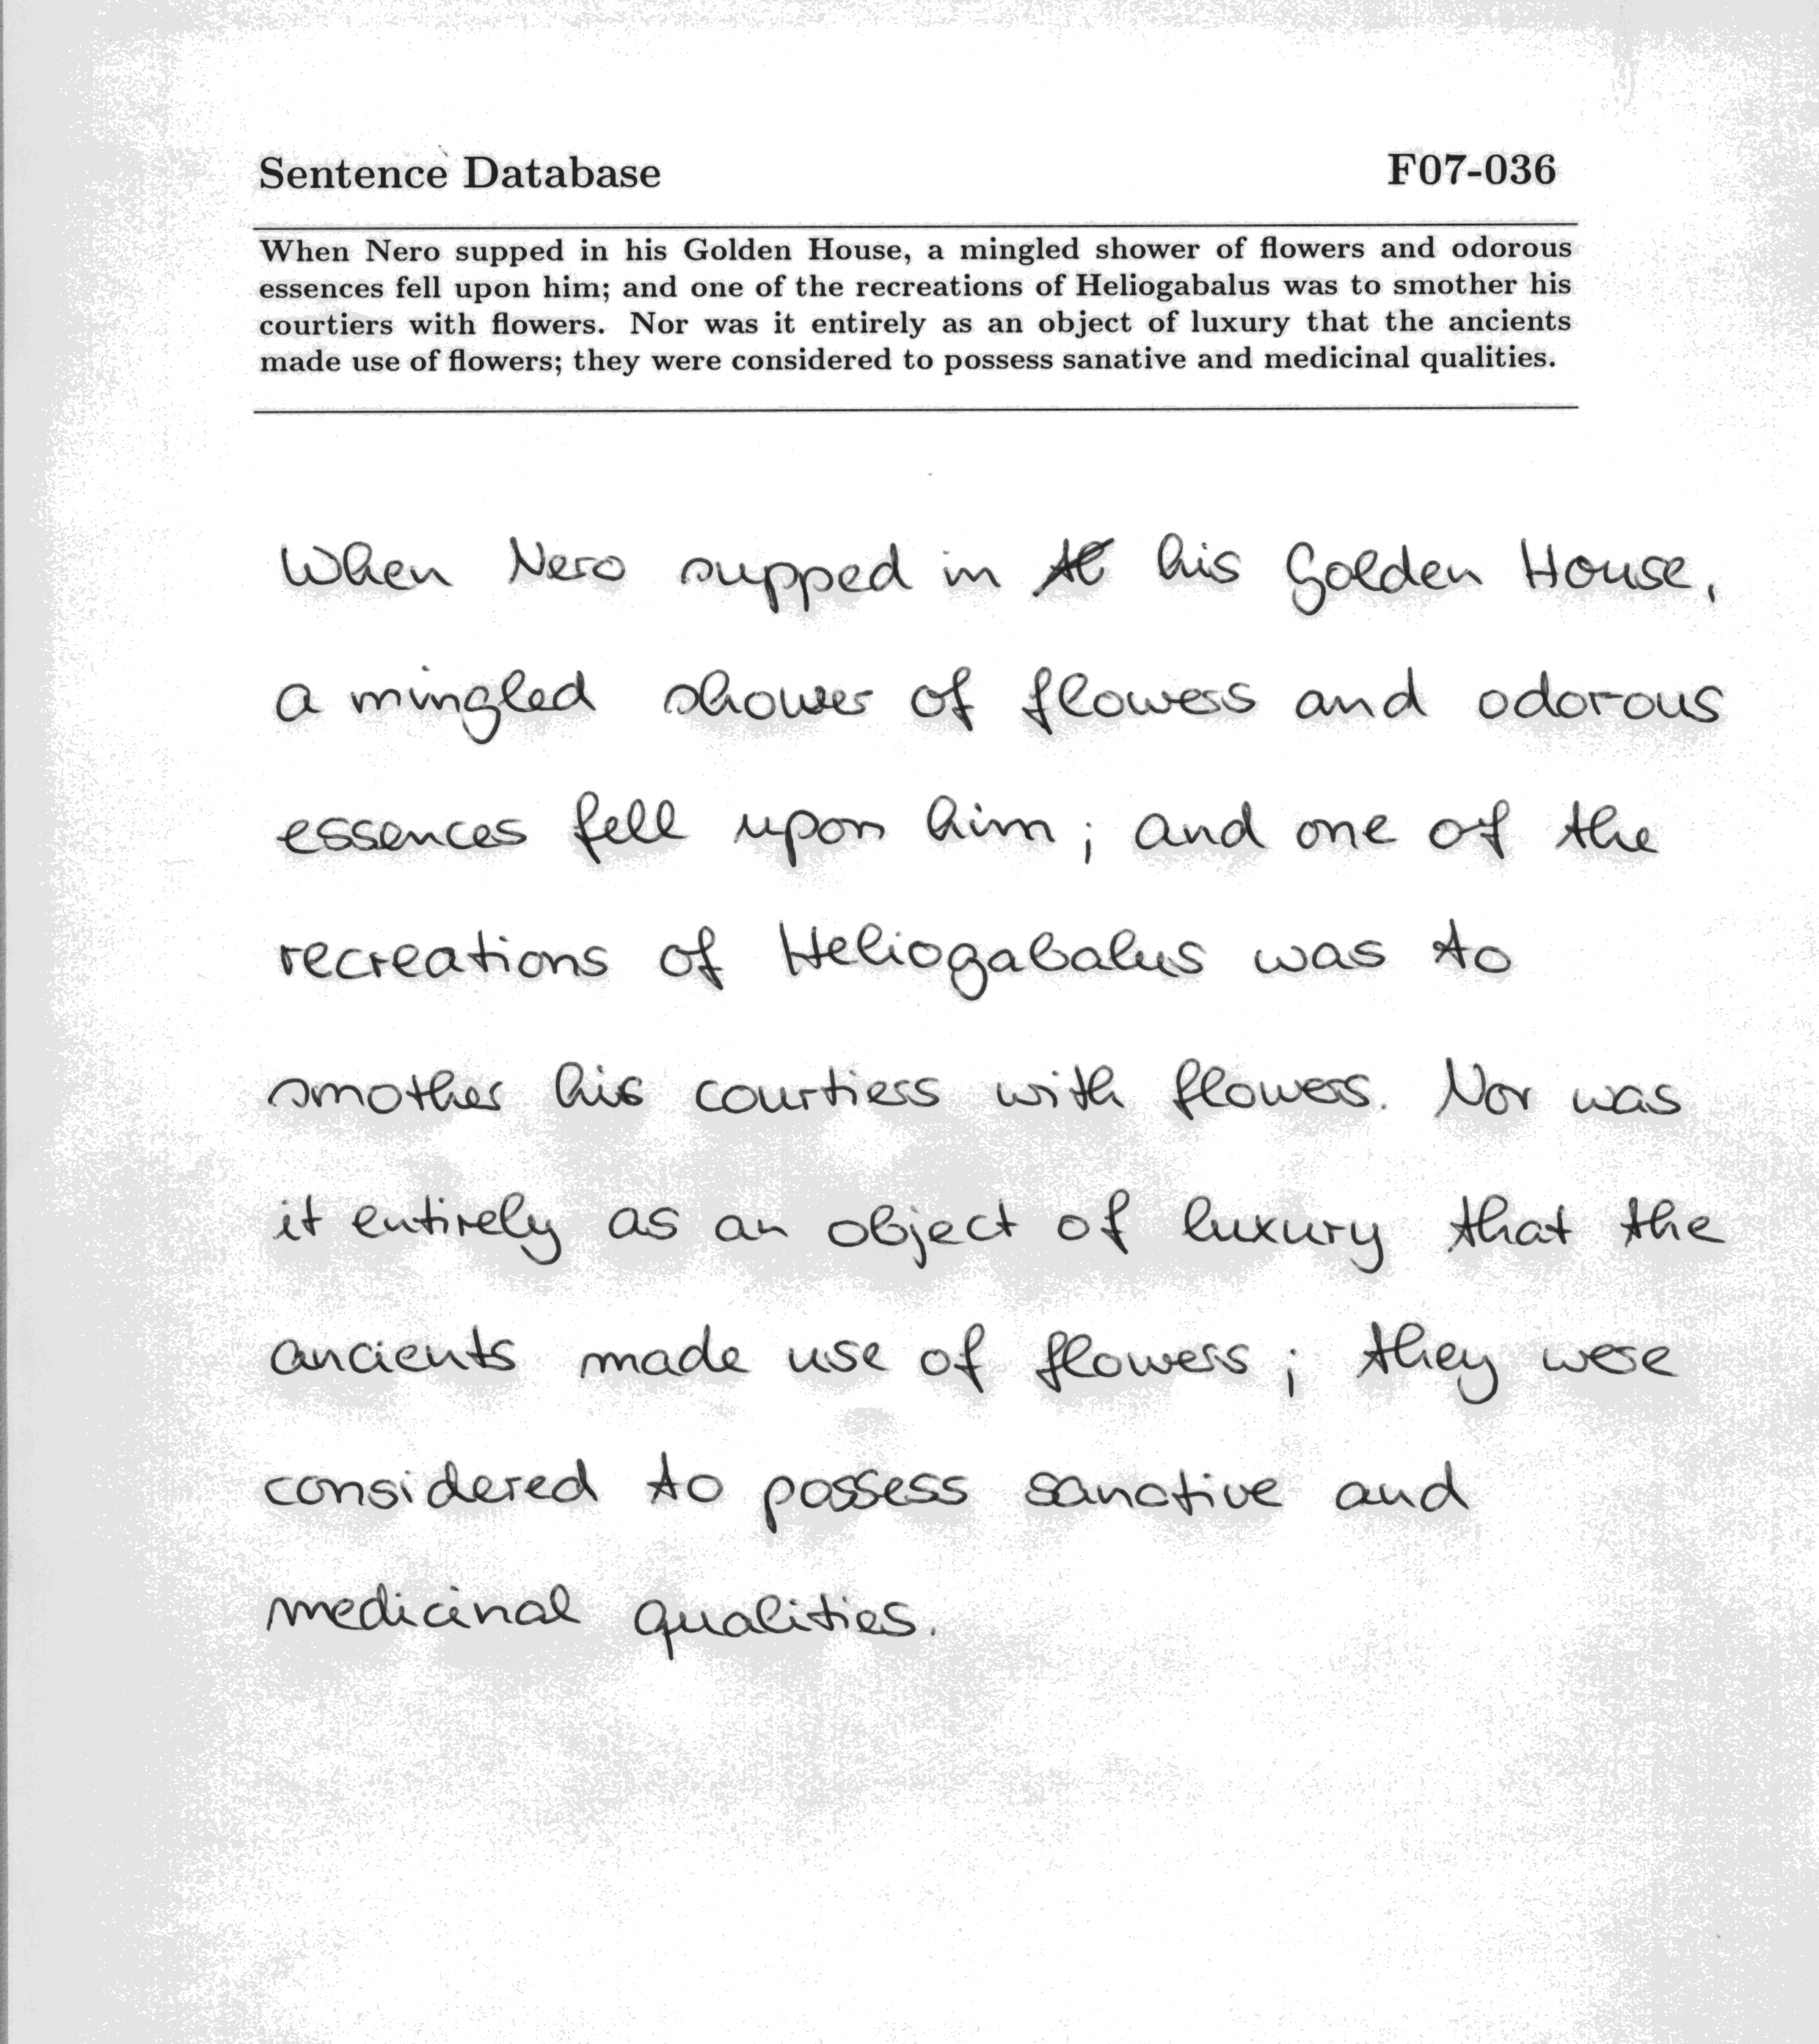 Sentence Database F07-036
When Nero supped in his Golden House, a mingled shower of flowers and odorous
essences fell upon him; and one of the recreations of Heliogabalus was to smother his
courtiers with flowers. Nor was it entirely as an object of luxury that the ancients
made use of flowers; they were considered to possess sanative and medicinal qualities.
When Nero supped in his Golden House,
a mingled shower of flowers and odorous
essences fell upon him; and one of the
recreations of Heliogabalus was to
smother his courtiers with flowers. Nor was
it entirely as an object of luxury that the
ancients made use of flowers; they were
considered to possess sanative and
medicinal qualities.